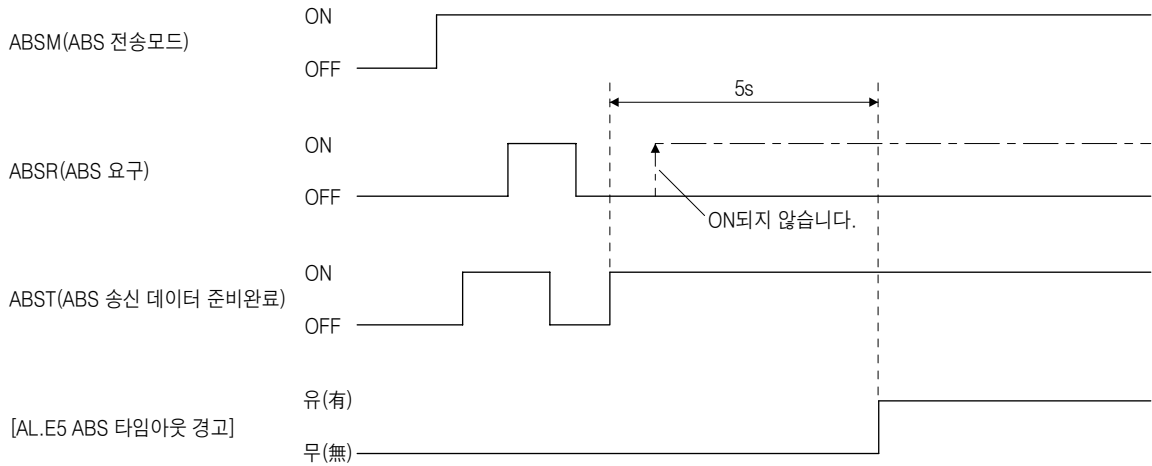 ON
ABSM(ABS 전송모드)
OFF
5s
ON
ABSR(ABS 요구)
OFF
ON되지 않습니다.
ON
ABST(ABS 송신 데이터 준비완료)
OFF
유(有)
[AL.E5 ABS 타임아웃 경고]
무(無)